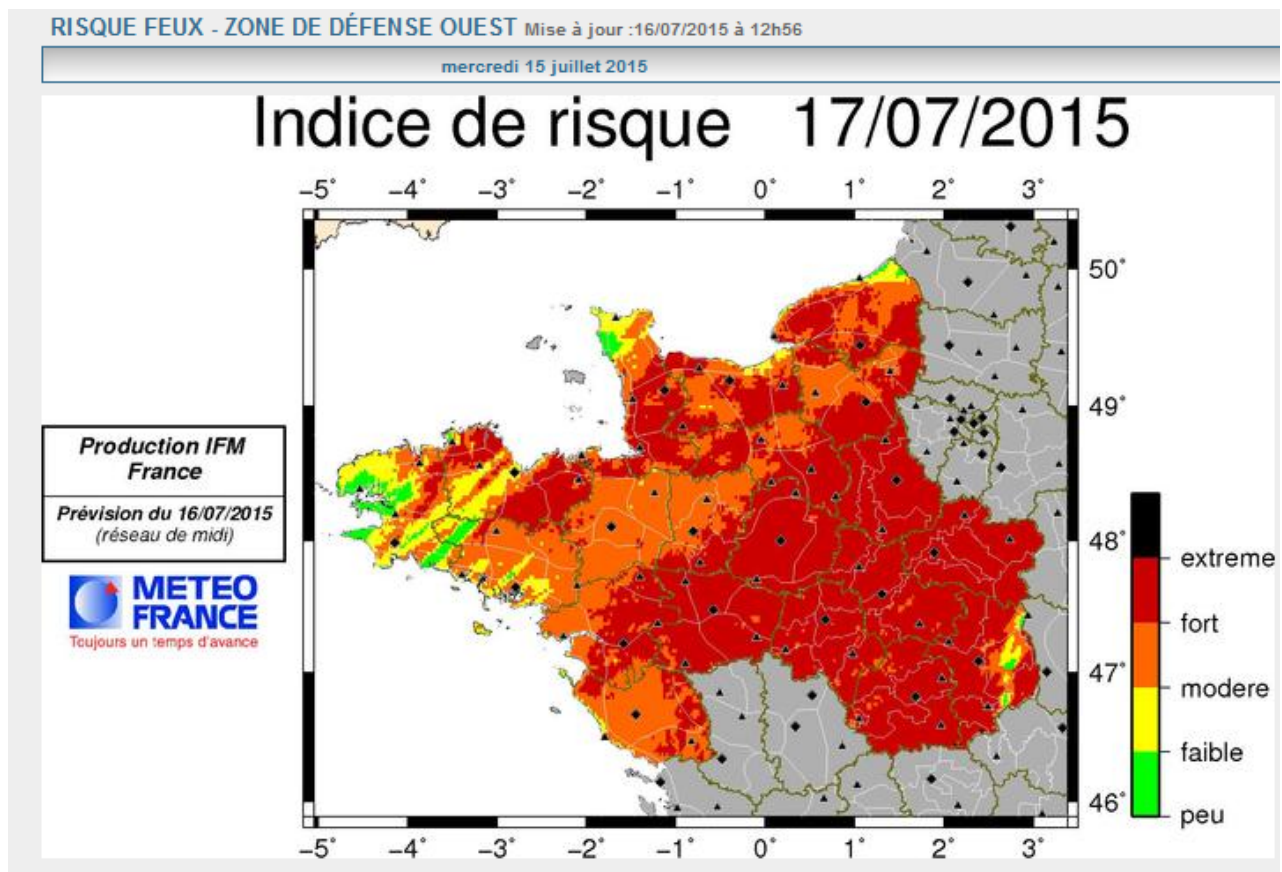 RISQUE FEUX - ZONE DE DÉFENSE OUEST Mise à jour :16/07/2015 à 12h56
mercredi 15 juillet 2015
Indice de risque 17/07/2015
−5° −4° −3° −2° −1° 0° 1° 2° 3°
50°
49°
48°
47°
46°
Production IFM
France
Prévision du 16/07/2015
(réseau de midi)
METEO
FRANCE
Toujours un temps d'avance
extreme
fort
modere
faible
peu
−5° −4° −3° −2° −1° 0° 1° 2° 3°